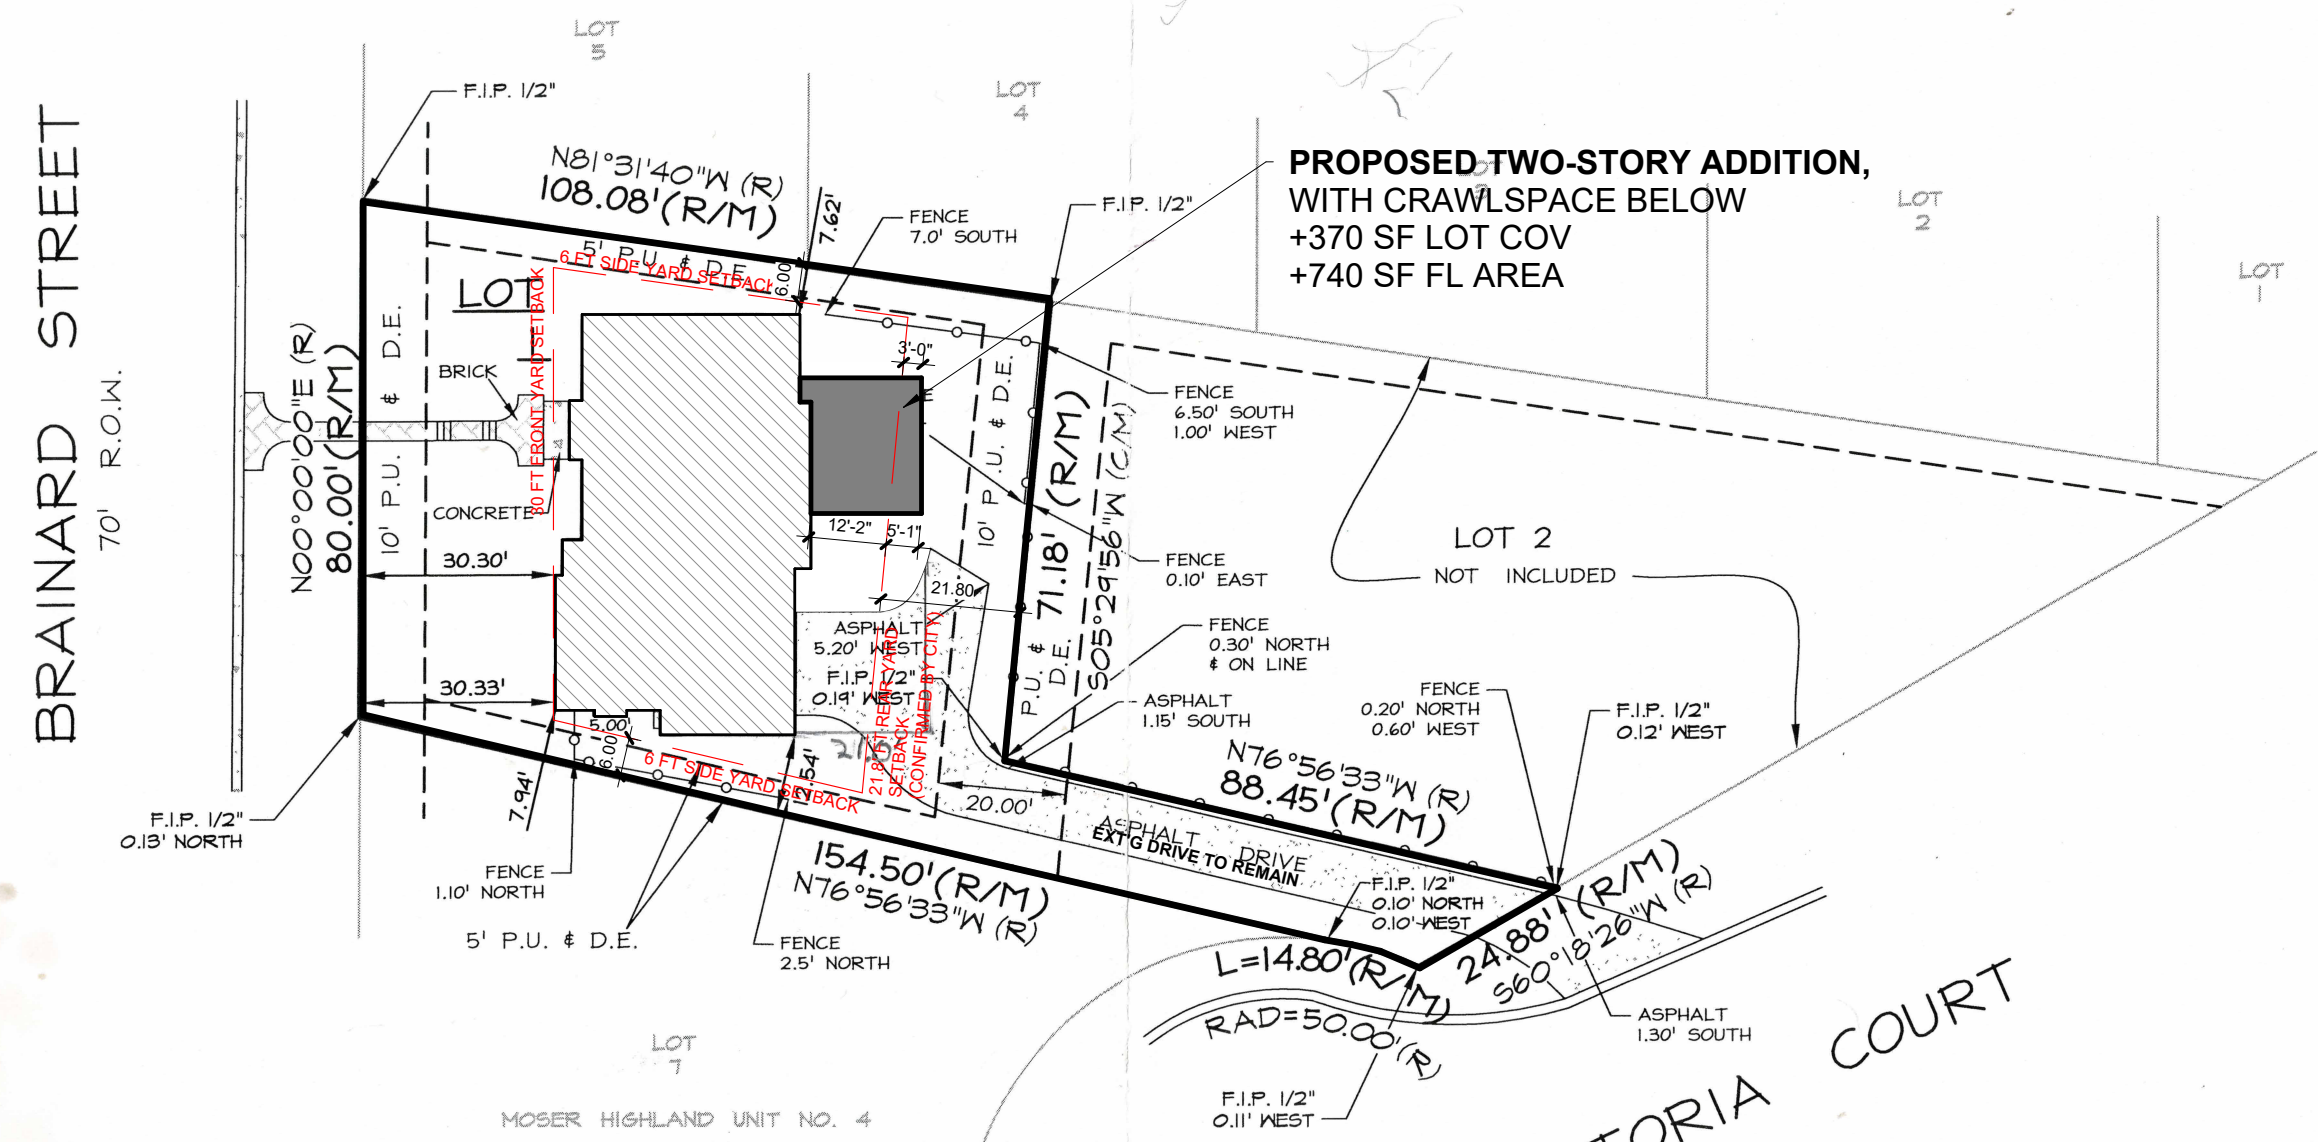 LOT
5
LOT
4
LOT
2
LOT
1
F.I.P. 1/2"
N81°31'40"W (R)
108.08' (R/M)
7.62'
FENCE
7.0' SOUTH
F.I.P. 1/2"
PROPOSED TWO-STORY ADDITION,
WITH CRAWLSPACE BELOW
+370 SF LOT COV
+740 SF FL AREA
LOT
3
BRAINARD STREET
70' R.O.W.
5' P.U. & D.E.
6 FT SIDE YARD SETBACK
6.00
LOT
1
30 FT FRONT YARD SETBACK
10' P.U. & D.E.
N00°00'00"E (R)
80.00' (R/M)
BRICK
CONCRETE
3'-0"
10' P.U. & D.E.
FENCE
6.50' SOUTH
1.00' WEST
71.18' (R/M)
S05°29'56"W (C/M)
12'-2"
5'-1"
30.30'
FENCE
0.10' EAST
LOT 2
NOT INCLUDED
21.80
ASPHALT
5.20' WEST
F.I.P. 1/2"
0.19' WEST
21.8 FT REAR YARD
SETBACK
(CONFIRMED BY CITY)
P.U. &
D.E.
FENCE
0.30' NORTH
& ON LINE
ASPHALT
1.15' SOUTH
30.33'
5.00'
6.00'
6 FT SIDE YARD SETBACK
7.94'
2.54'
20.00'
FENCE
0.20' NORTH
0.60' WEST
F.I.P. 1/2"
0.12' WEST
N76°56'33"W (R)
88.45' (R/M)
F.I.P. 1/2"
0.13' NORTH
ASPHALT DRIVE
EXT'G DRIVE TO REMAIN
FENCE
1.10' NORTH
5' P.U. & D.E.
154.50' (R/M)
N76°56'33"W (R)
FENCE
2.5' NORTH
F.I.P. 1/2"
0.10' NORTH
0.10' WEST
24.88' (R/M)
S60°18'26"W (R)
L=14.80' (R/M)
RAD=50.00' (R)
ASPHALT
1.30' SOUTH
F.I.P. 1/2"
0.11' WEST
LOT
7
MOSER HIGHLAND UNIT NO. 4
TORIA COURT